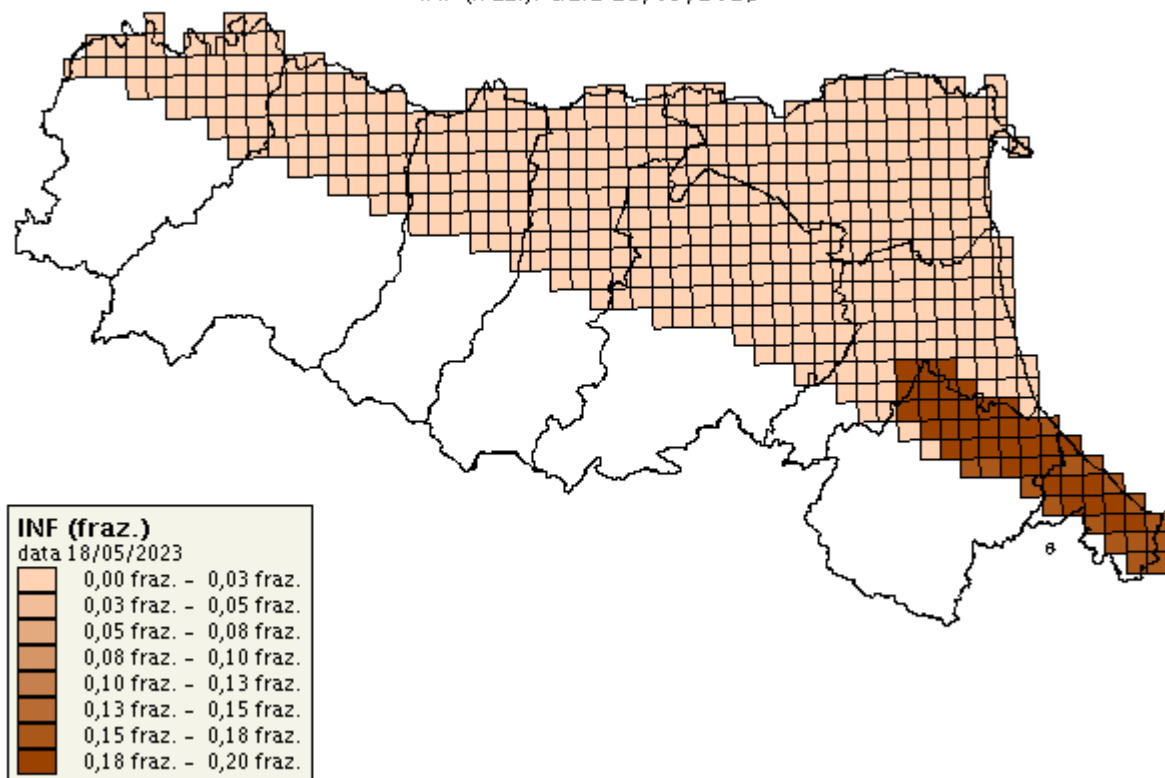 INF (fraz.)
data 18/05/2023
0,00 fraz. - 0,03 fraz.
0,03 fraz. - 0,05 fraz.
0,05 fraz. - 0,08 fraz.
0,08 fraz. - 0,10 fraz.
0,10 fraz. - 0,13 fraz.
0,13 fraz. - 0,15 fraz.
0,15 fraz. - 0,18 fraz.
0,18 fraz. - 0,20 fraz.